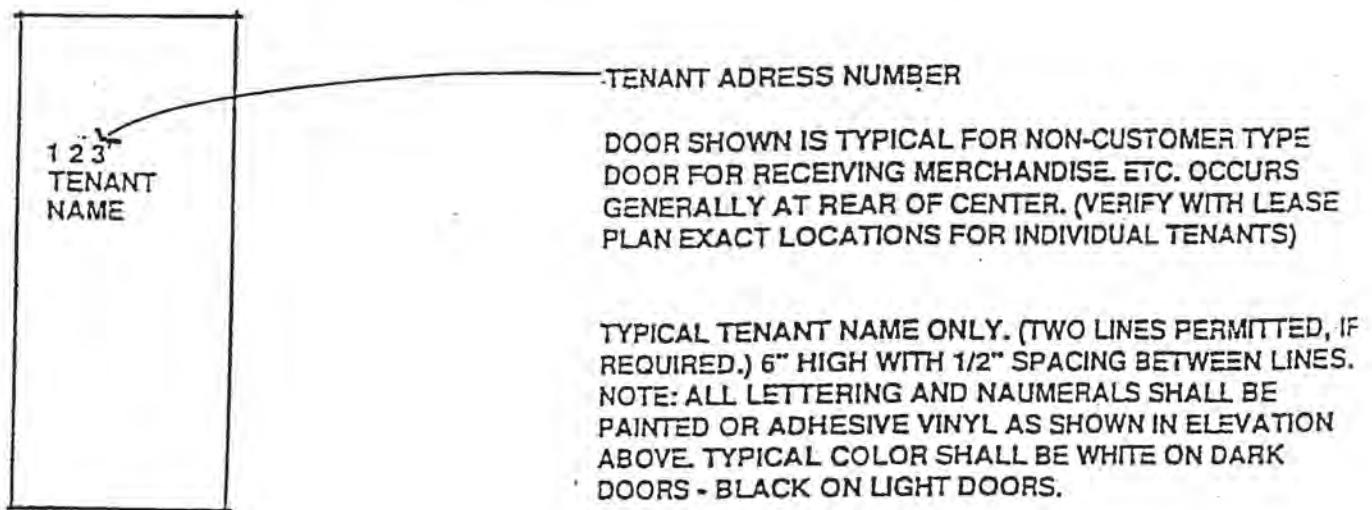 1 2 3
TENANT
NAME
-TENANT ADRESS NUMBER
DOOR SHOWN IS TYPICAL FOR NON-CUSTOMER TYPE
DOOR FOR RECEIVING MERCHANDISE. ETC. OCCURS
GENERALLY AT REAR OF CENTER. (VERIFY WITH LEASE
PLAN EXACT LOCATIONS FOR INDIVIDUAL TENANTS)
TYPICAL TENANT NAME ONLY. (TWO LINES PERMITTED, IF
REQUIRED.) 6" HIGH WITH 1/2" SPACING BETWEEN LINES.
NOTE: ALL LETTERING AND NAUMERALS SHALL BE
PAINTED OR ADHESIVE VINYL AS SHOWN IN ELEVATION
ABOVE. TYPICAL COLOR SHALL BE WHITE ON DARK
DOORS - BLACK ON LIGHT DOORS.